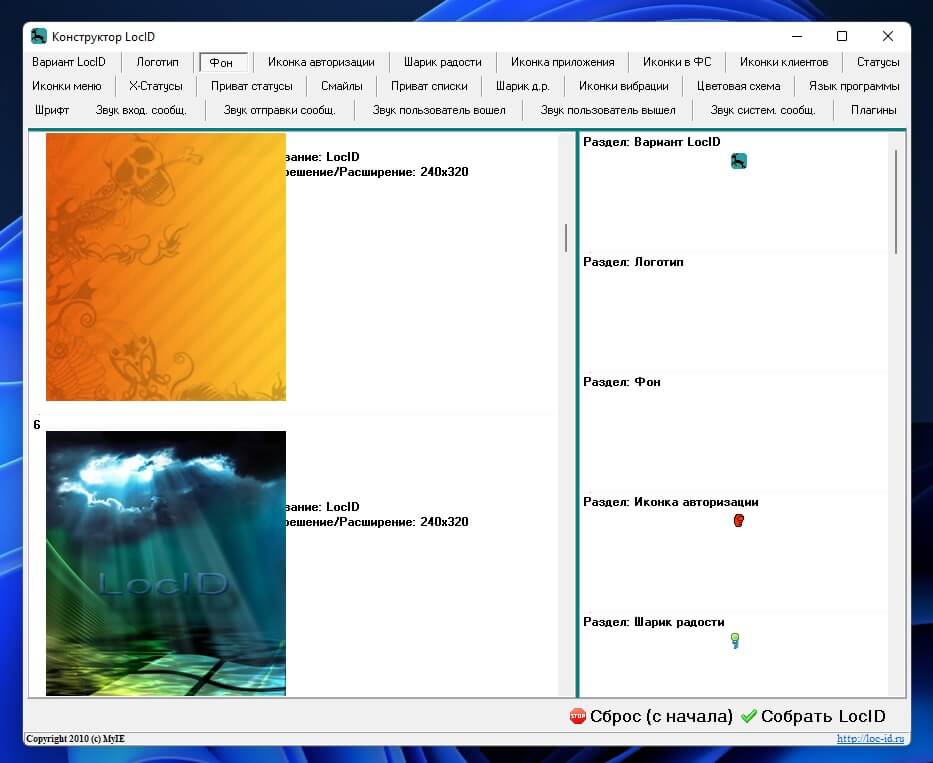 Конструктор LocID
Вариант LocID Логотип Фон Иконка авторизации Шарик радости Иконка приложения Иконки в ФС Иконки клиентов Статусы
Иконки меню Х-Статусы Приват статусы Смайлы Приват списки Шарик д.р. Иконки вибрации Цветовая схема Язык программы
Шрифт Звук вход. сообщ. Звук отправки сообщ. Звук пользователь вошел Звук пользователь вышел Звук систем. сообщ. Плагины
вание: LocID
решение/Расширение: 240x320
6
вание: LocID
решение/Расширение: 240x320
LocID
Раздел: Вариант LocID
Раздел: Логотип
Раздел: Фон
Раздел: Иконка авторизации
Раздел: Шарик радости
STOP Сброс (с начала) Собрать LocID
Copyright 2010 (c) MyIE http://loc-id.ru